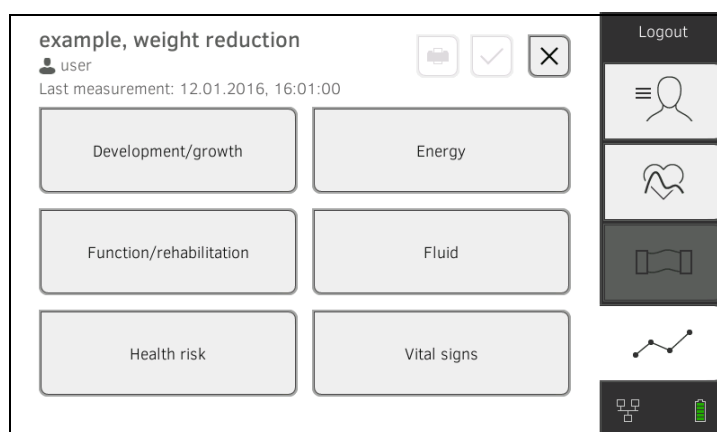 example, weight reduction
user
Last measurement: 12.01.2016, 16:01:00
Logout
Development/growth
Energy
Function/rehabilitation
Fluid
Health risk
Vital signs